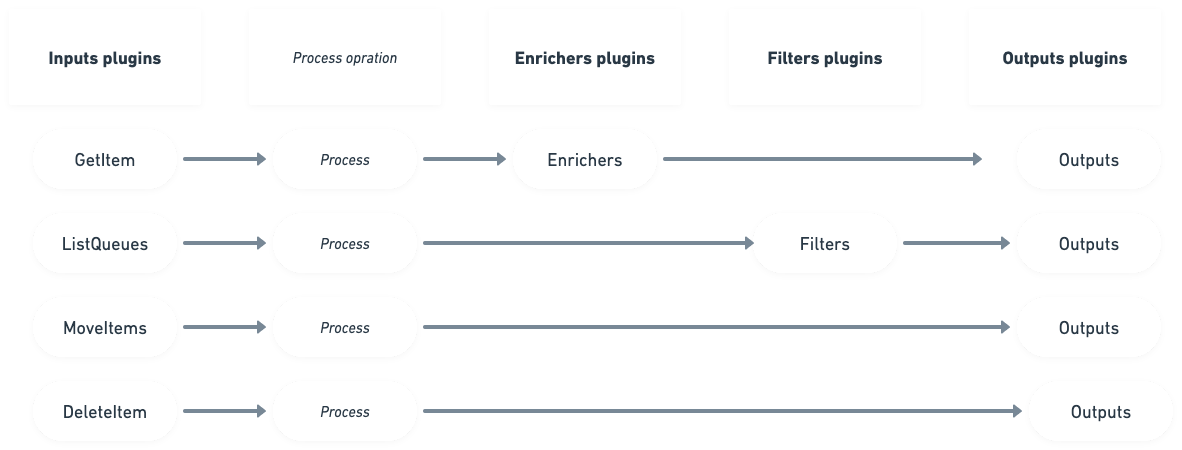 Inputs plugins
Process opration
Enrichers plugins
Filters plugins
Outputs plugins
GetItem
Process
Enrichers
Outputs
ListQueues
Process
Filters
Outputs
MoveItems
Process
Outputs
DeleteItem
Process
Outputs